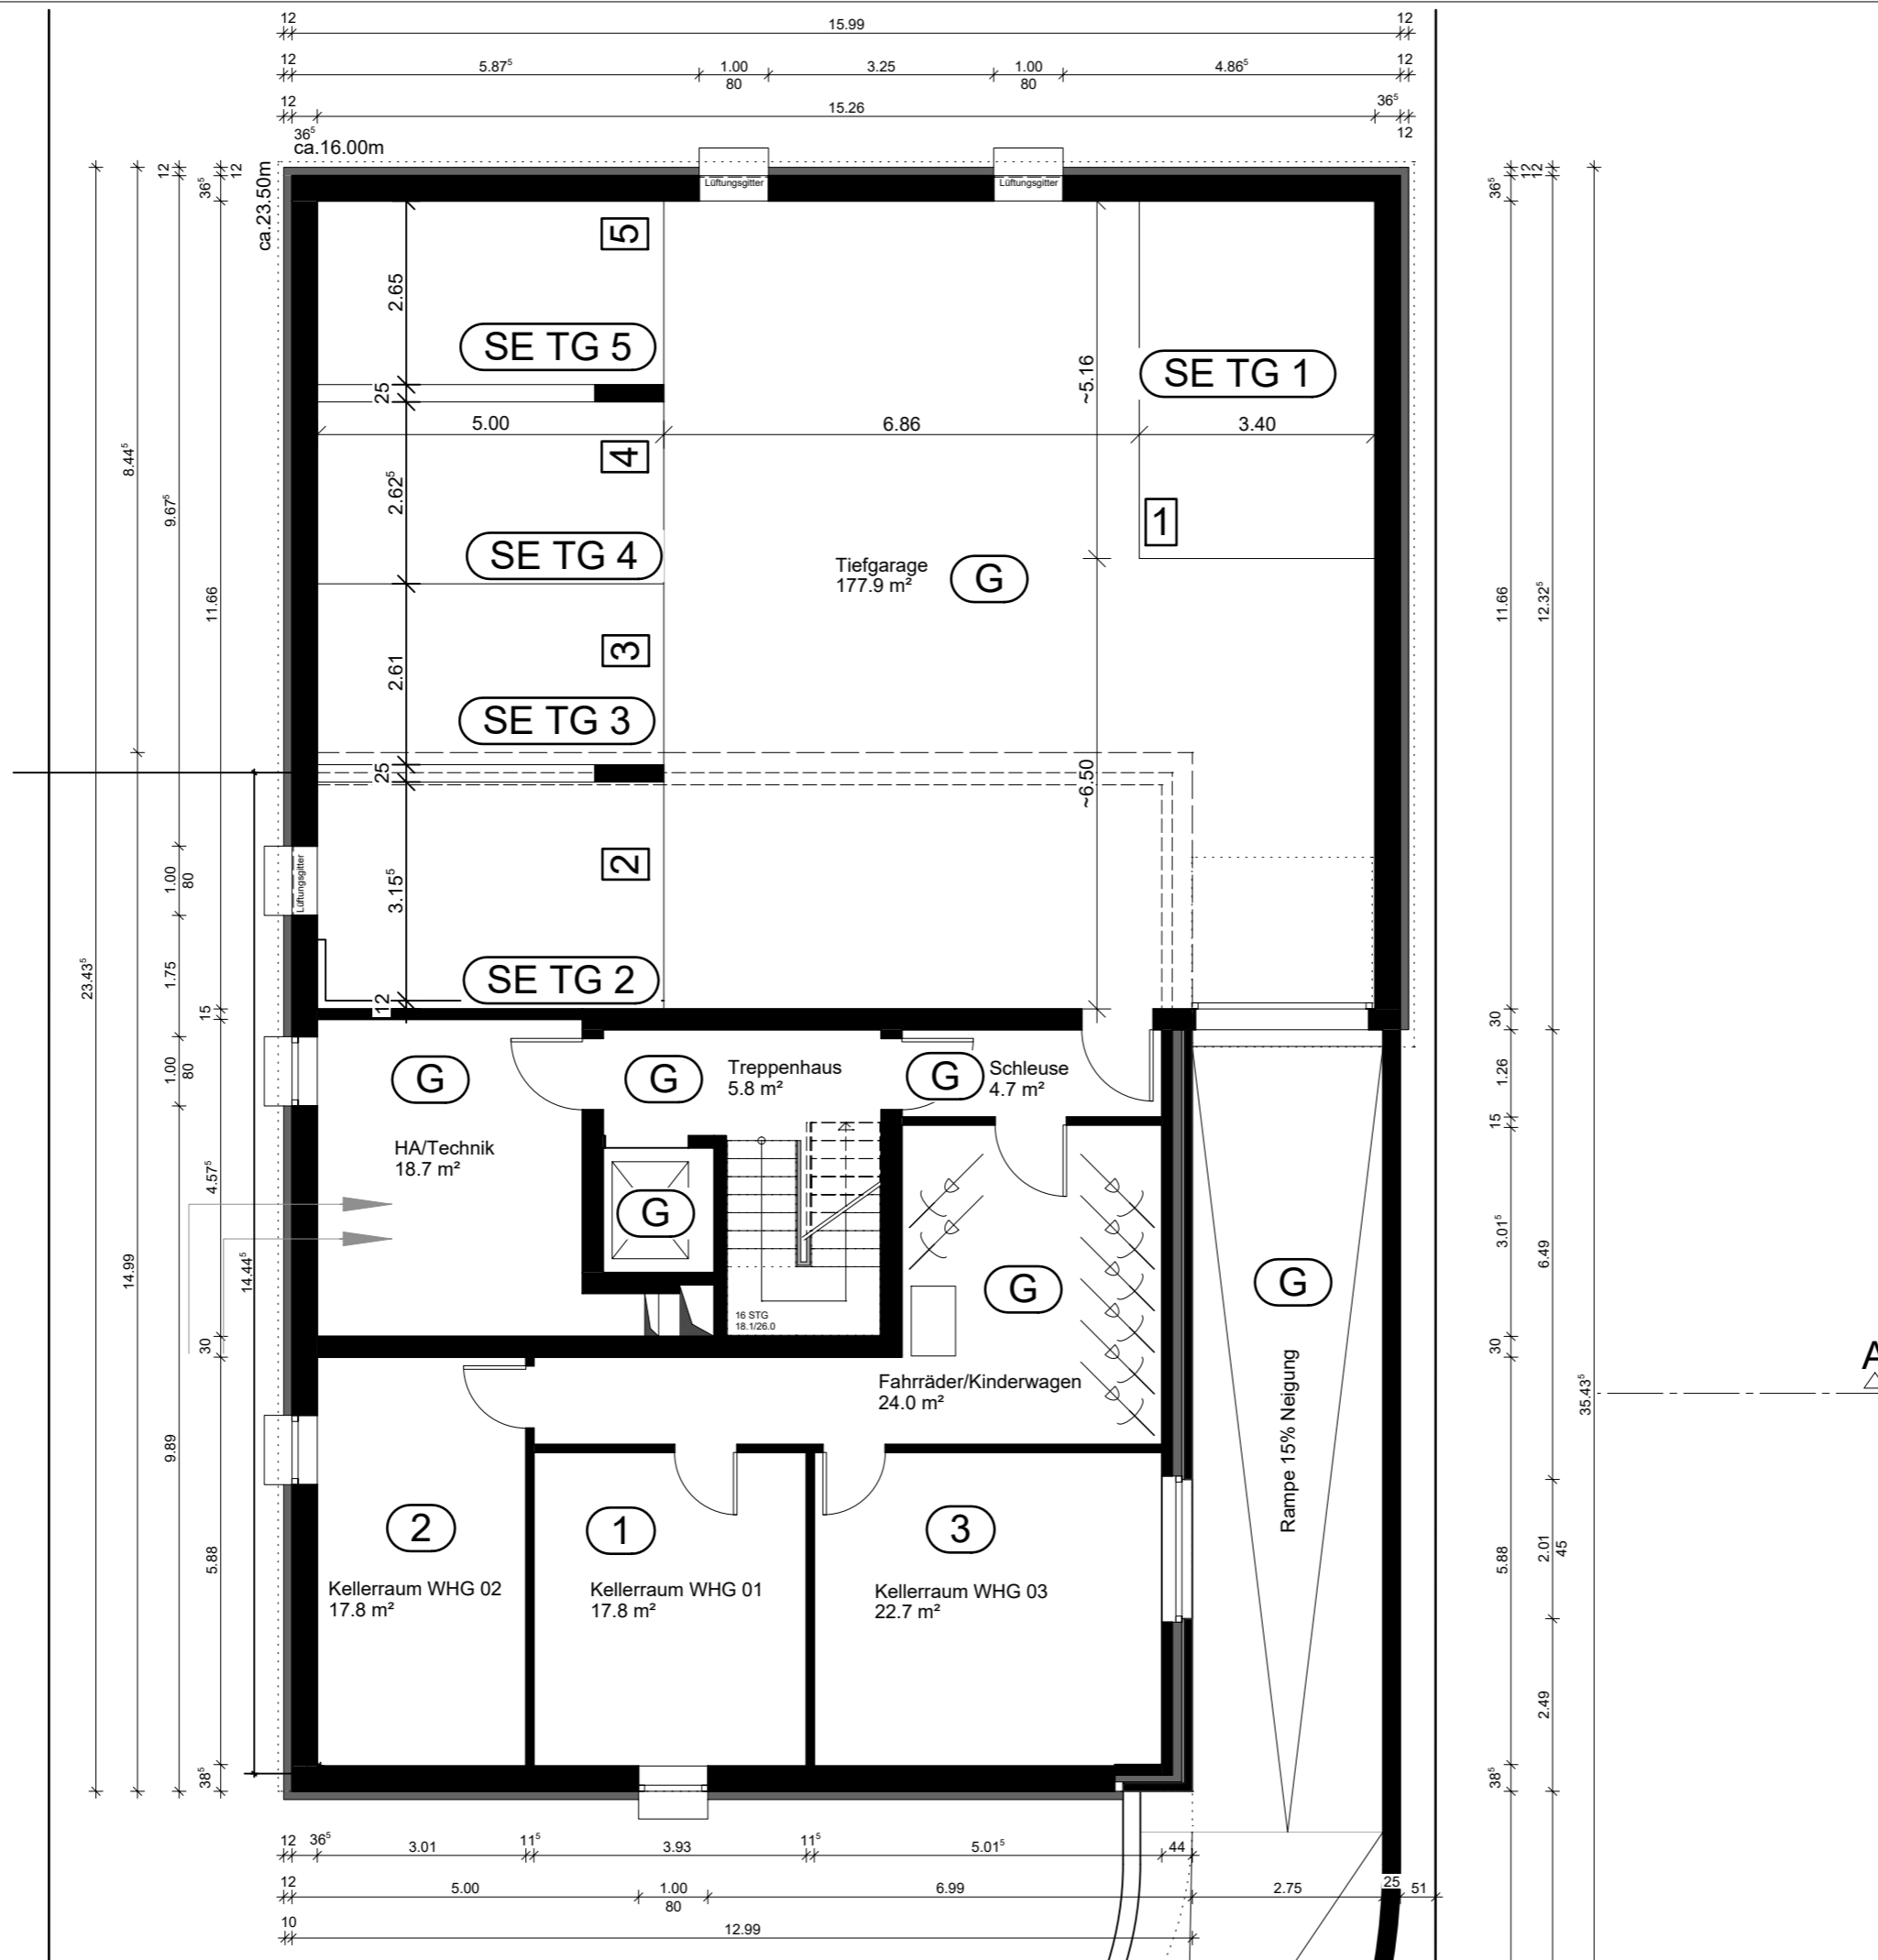 12 15.99 12
12 5.87⁵ 1.00 3.25 1.00 4.86⁵ 12
80 80
12 15.26 36⁵
36⁵ 12
ca.16.00m
ca.23.50m
12 36⁵ 12
36⁵ 12 12
Lüftungsgitter Lüftungsgitter
5
2.65
SE TG 5
~5.16
SE TG 1
25
5.00 6.86 3.40
8.44⁵
9.67⁵
4
2.62⁵
1
SE TG 4
Tiefgarage
177.9 m²
G
11.66
11.66
12.32⁵
3
2.61
SE TG 3
25
~6.50
2
Lüftungsgitter
1.00
80
3.15⁵
23.43⁵
1.75
SE TG 2
12
15
30
G
G
Treppenhaus
5.8 m²
G
Schleuse
4.7 m²
1.00
80
1.26
15
HA/Technik
18.7 m²
4.57⁵
G
14.99
14.44⁵
G
G
3.01⁵
6.49
16 STG
18.1/26.0
30
30
A
35.43⁵
Fahrräder/Kinderwagen
24.0 m²
Rampe 15% Neigung
9.89
2
1
3
5.88
5.88
2.01
45
Kellerraum WHG 02
17.8 m²
Kellerraum WHG 01
17.8 m²
Kellerraum WHG 03
22.7 m²
2.49
38⁵
38⁵
12 36⁵ 3.01 11⁵ 3.93 11⁵ 5.01⁵ 44
12 5.00 1.00 6.99 2.75 25 51
80
10 12.99